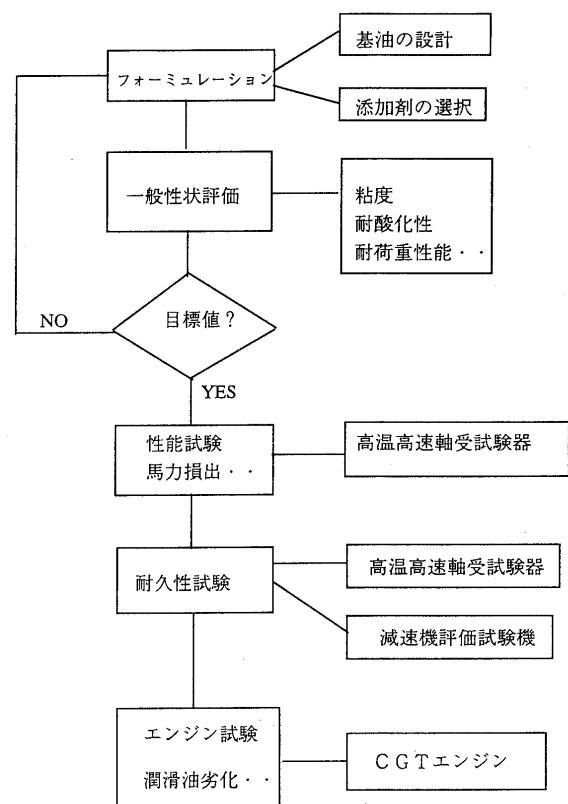 基油の設計
フォーミュレーション
添加剤の選択
一般性状評価
粘度
耐酸化性
耐荷重性能・・
目標値？
NO
YES
性能試験
馬力損出・・
高温高速軸受試験器
耐久性試験
高温高速軸受試験器
減速機評価試験機
エンジン試験
潤滑油劣化・・
ＣＧＴエンジン